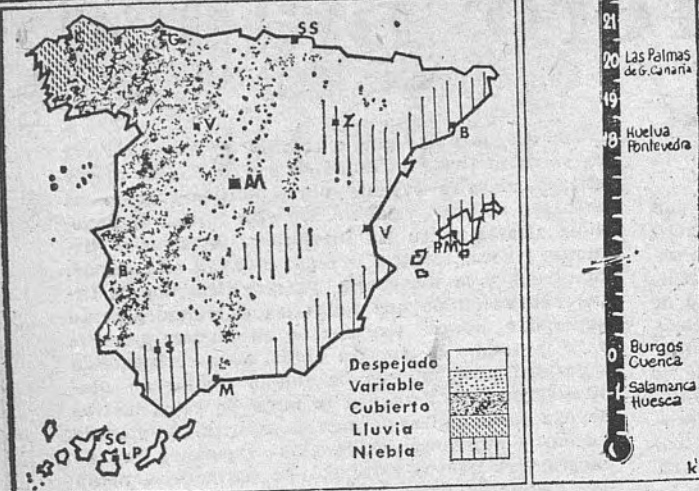 SS
G
V
Z
B
M
V
PM
B
S
M
SC
LP
Despejado
Variable
Cubierto
Lluvia
Niebla
21
20
Las Palmas
de G. Canaria
19
18
Huelva
Pontevedra
0
Burgos
Cuenca
-1
Salamanca
Huesca
k